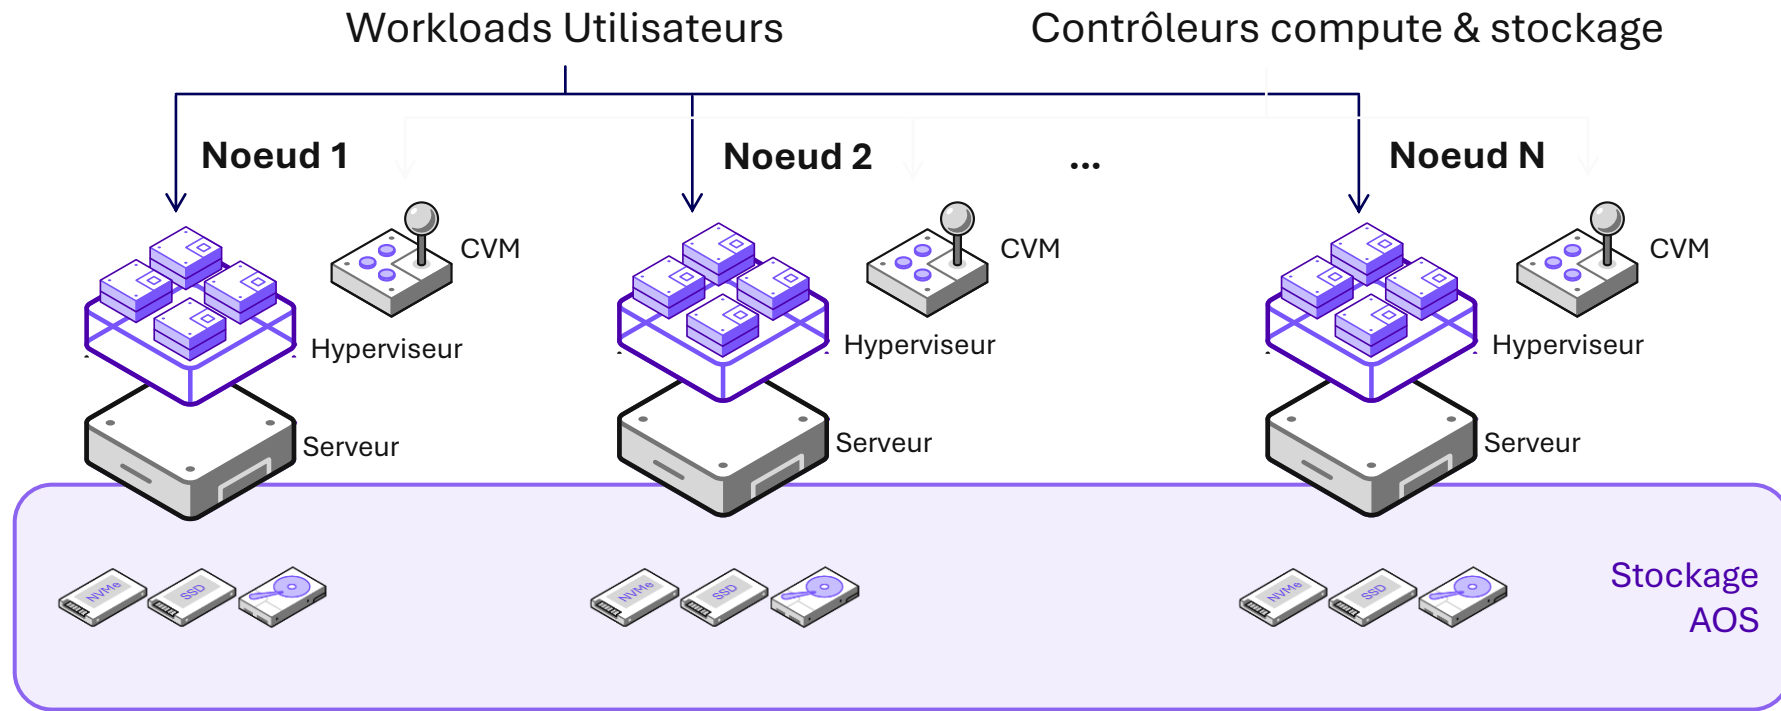 Workloads Utilisateurs
Contrôleurs compute & stockage
Noeud 1
Noeud 2
...
Noeud N
CVM
CVM
CVM
Hyperviseur
Hyperviseur
Hyperviseur
Serveur
Serveur
Serveur
NVMe
SSD
NVMe
SSD
NVMe
SSD
Stockage
AOS